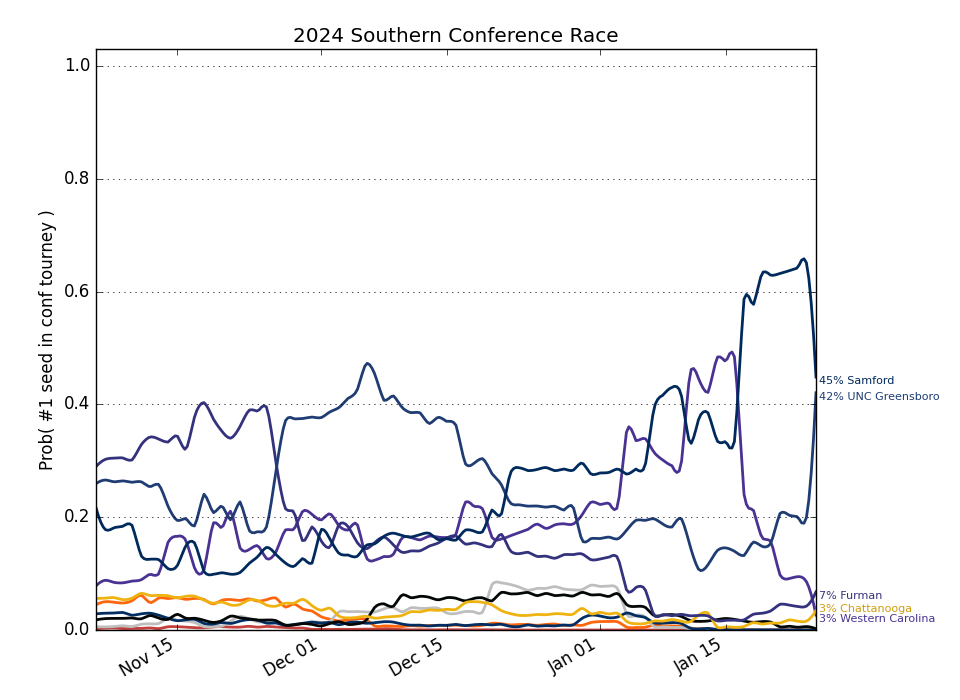 2024 Southern Conference Race
Prob( #1 seed in conf tourney )
1.0
0.8
0.6
0.4
0.2
0.0
45% Samford
42% UNC Greensboro
7% Furman
3% Chattanooga
3% Western Carolina
Nov 15
Dec 01
Dec 15
Jan 01
Jan 15